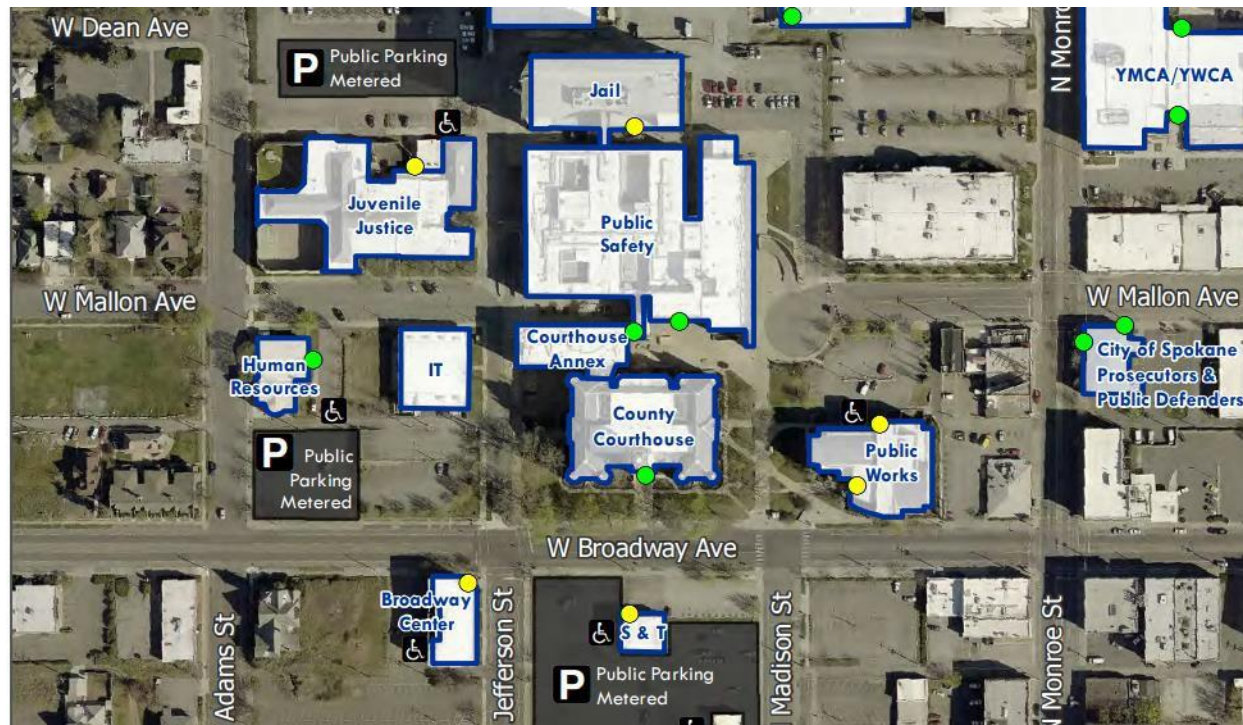 W Dean Ave
P Public Parking
Metered
Jail
N Monro
YMCA/YWCA
Juvenile
Justice
Public
Safety
W Mallon Ave
W Mallon Ave
Human
Resources
IT
Courthouse
Annex
City of Spokane
Prosecutors &
Public Defenders
County
Courthouse
Public
Works
P Public
Parking
Metered
W Broadway Ave
Broadway
Center
S & T
P Public Parking
Metered
Adams St
Jefferson St
Madison St
N Monroe St